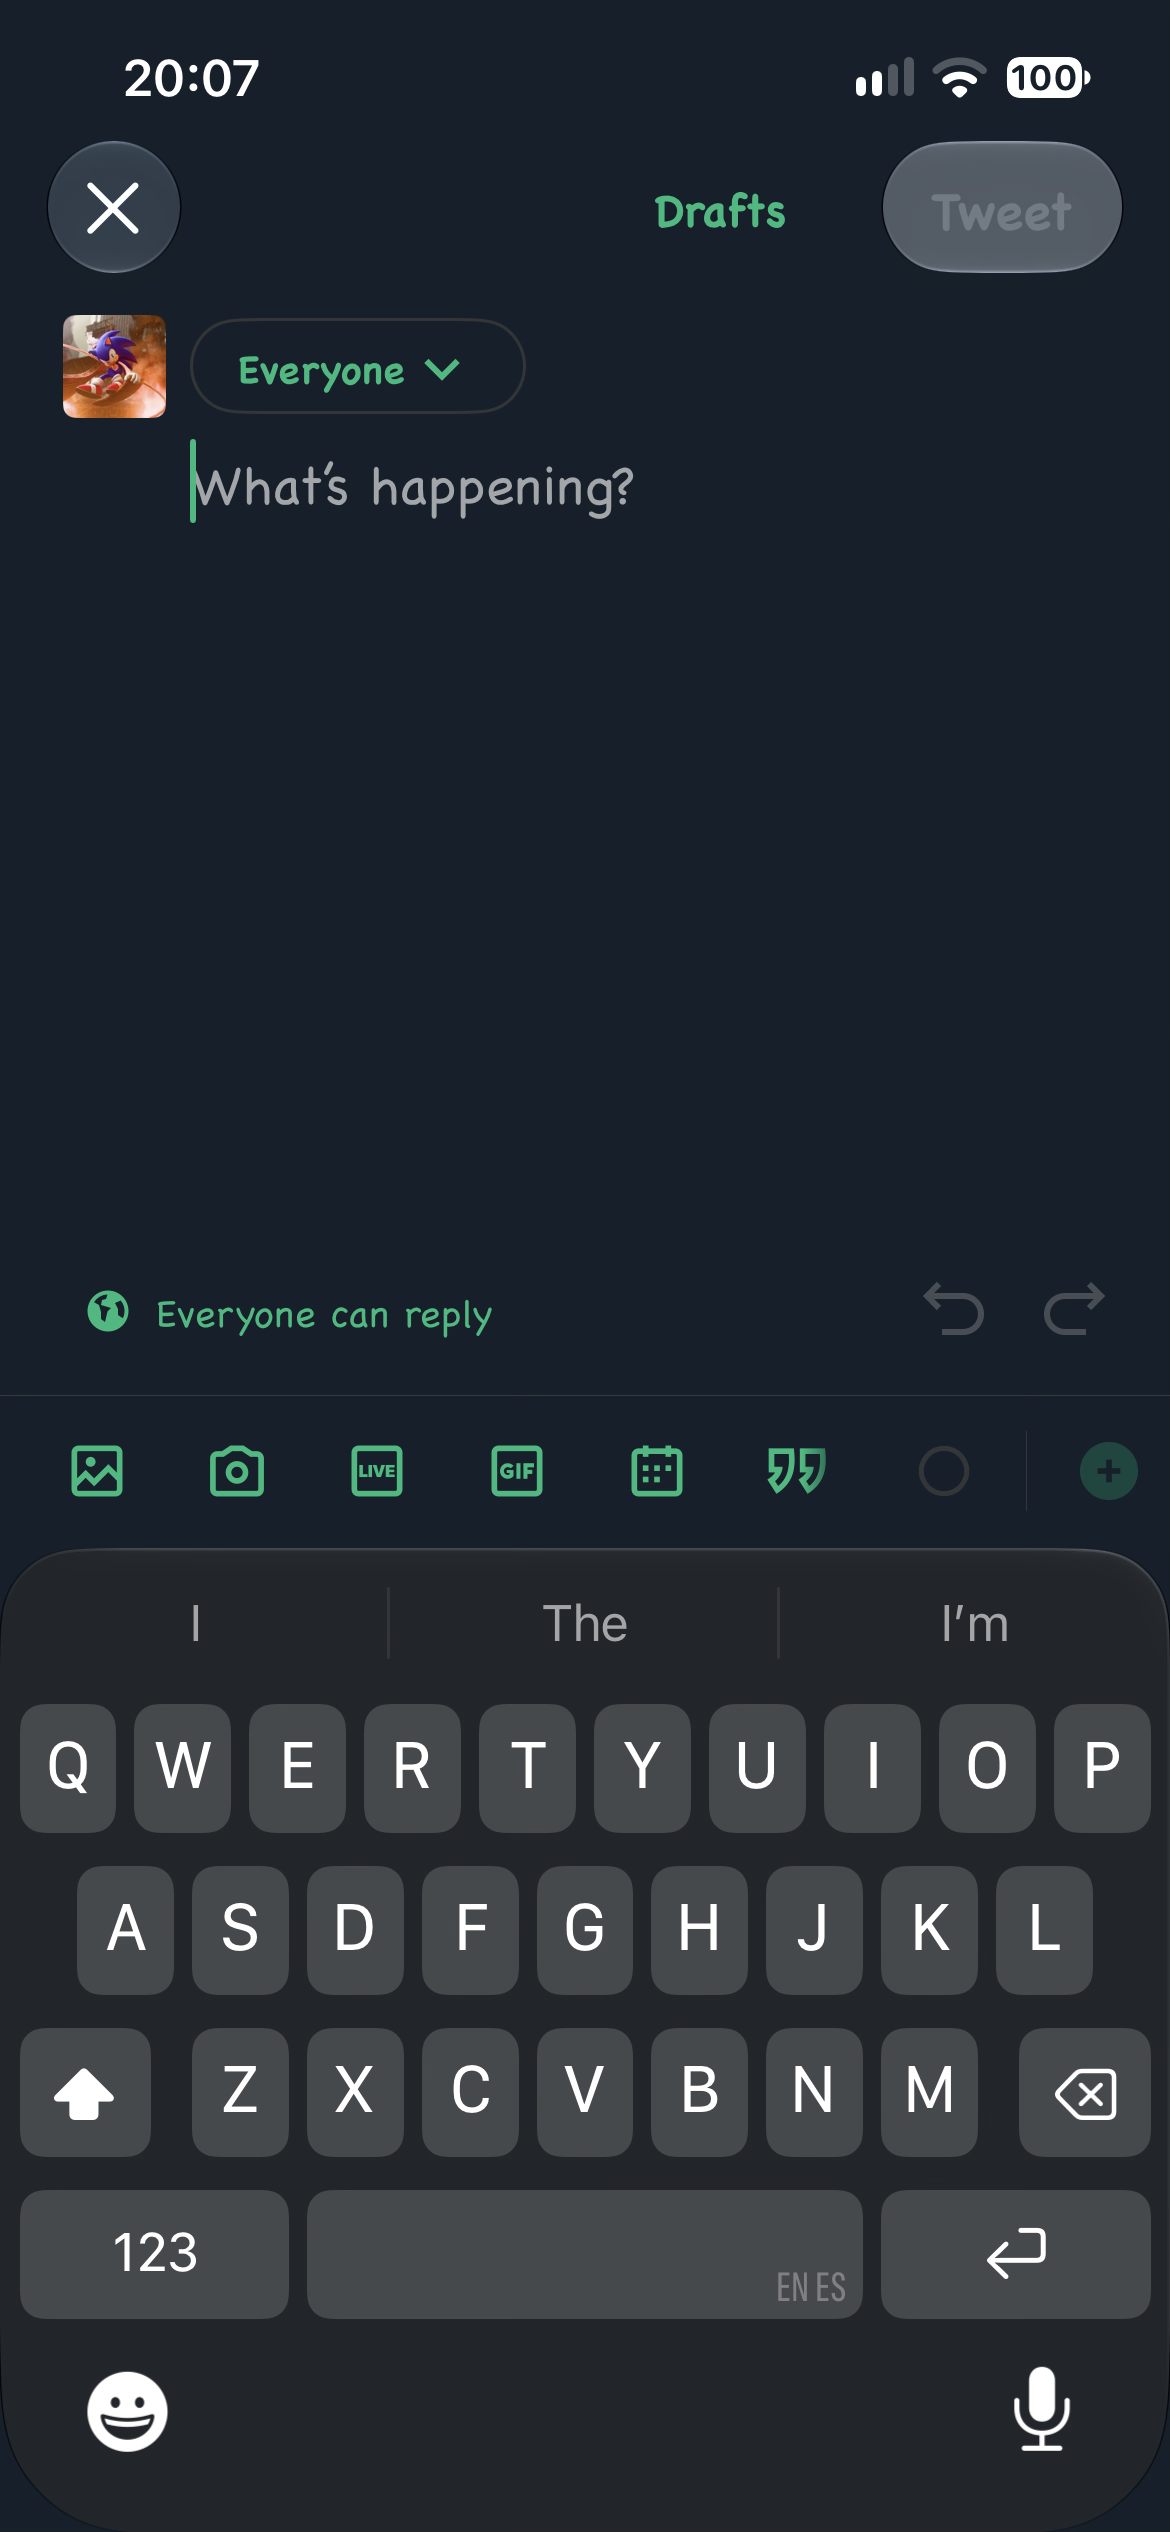 20:07
100
Drafts
Tweet
Everyone
What's happening?
Everyone can reply
LIVE
GIF
I
The
I'm
Q W E R T Y U I O P
A S D F G H J K L
Z X C V B N M
123
EN ES